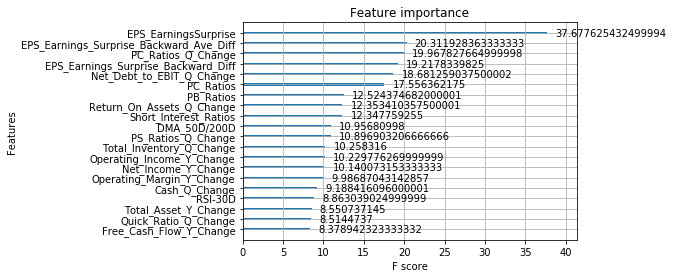 Feature importance
EPS_EarningsSurprise 37.677625432499994
EPS_Earnings_Surprise_Backward_Ave_Diff 20.311928363333333
PC_Ratios_Q_Change 19.967827664999998
EPS_Earnings_Surprise_Backward_Diff 19.2178339825
Net_Debt_to_EBIT_Q_Change 18.681259037500002
PC_Ratios 17.556362175
PB_Ratios 12.524374682000001
Return_On_Assets_Q_Change 12.353410357500001
Short_Interest_Ratios 12.347759255
DMA_50D/200D 10.95680998
PS_Ratios_Q_Change 10.896903206666666
Total_Inventory_Q_Change 10.258316
Operating_Income_Y_Change 10.229776269999999
Net_Income_Y_Change 10.140073153333333
Operating_Margin_Y_Change 9.98687043142857
Cash_Q_Change 9.188416096000001
RSI-30D 8.863039024999999
Total_Asset_Y_Change 8.550737145
Quick_Ratio_Q_Change 8.5144737
Free_Cash_Flow_Y_Change 8.378942323333332
Features
0 5 10 15 20 25 30 35 40
F score